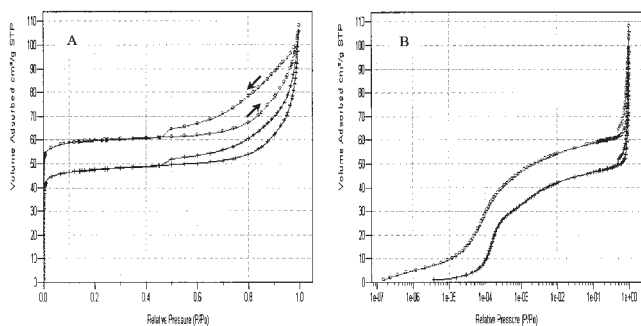 A
Volume Adsorbed cm³/g STP
110
100
90
80
70
60
50
40
30
20
10
0
0.0
0.2
0.4
0.6
0.8
1.0
Relative Pressure (P/Po)
B
Volume Adsorbed cm³/g STP
110
100
90
80
70
60
50
40
30
20
10
0
1e-07
1e-06
1e-05
1e-04
1e-03
1e-02
1e-01
1e+00
Relative Pressure (P/Po)